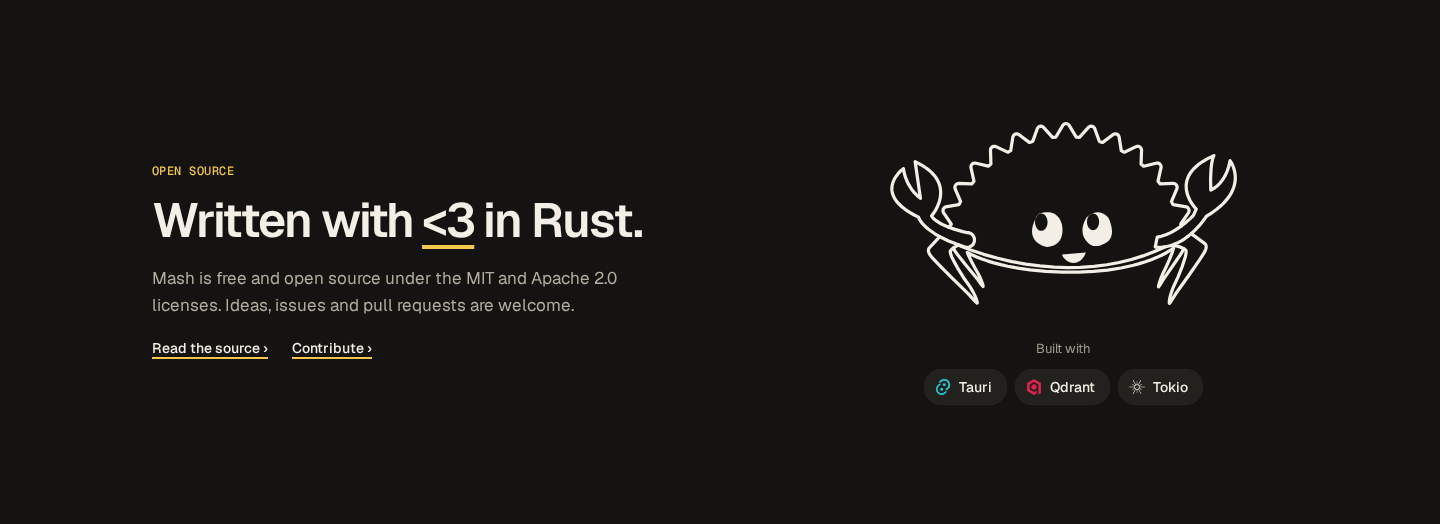 OPEN SOURCE
Written with <3 in Rust.
Mash is free and open source under the MIT and Apache 2.0
licenses. Ideas, issues and pull requests are welcome.
Read the source › Contribute ›
Built with
Tauri Qdrant Tokio